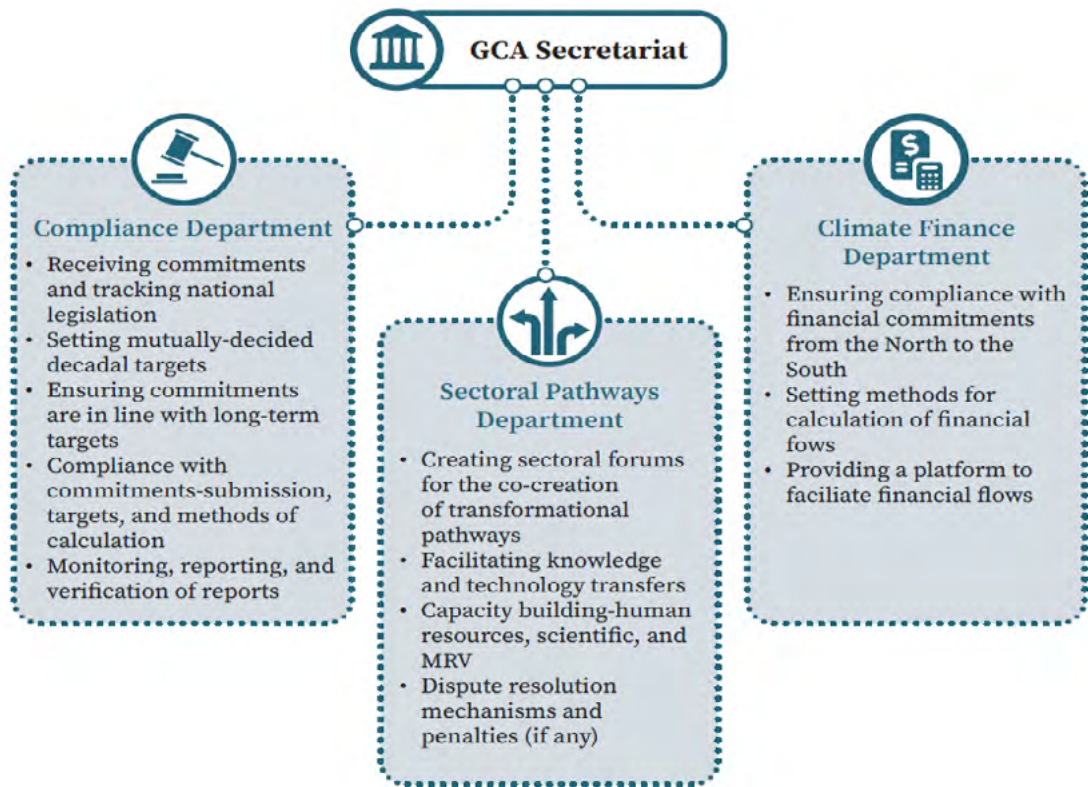 GCA Secretariat
Compliance Department
• Receiving commitments
and tracking national
legislation
• Setting mutually-decided
decadal targets
• Ensuring commitments
are in line with long-term
targets
• Compliance with
commitments-submission,
targets, and methods of
calculation
• Monitoring, reporting, and
verification of reports
Sectoral Pathways
Department
• Creating sectoral forums
for the co-creation
of transformational
pathways
• Facilitating knowledge
and technology transfers
• Capacity building-human
resources, scientific, and
MRV
• Dispute resolution
mechanisms and
penalties (if any)
Climate Finance
Department
• Ensuring compliance with
financial commitments
from the North to the
South
• Setting methods for
calculation of financial
fows
• Providing a platform to
faciliate financial flows